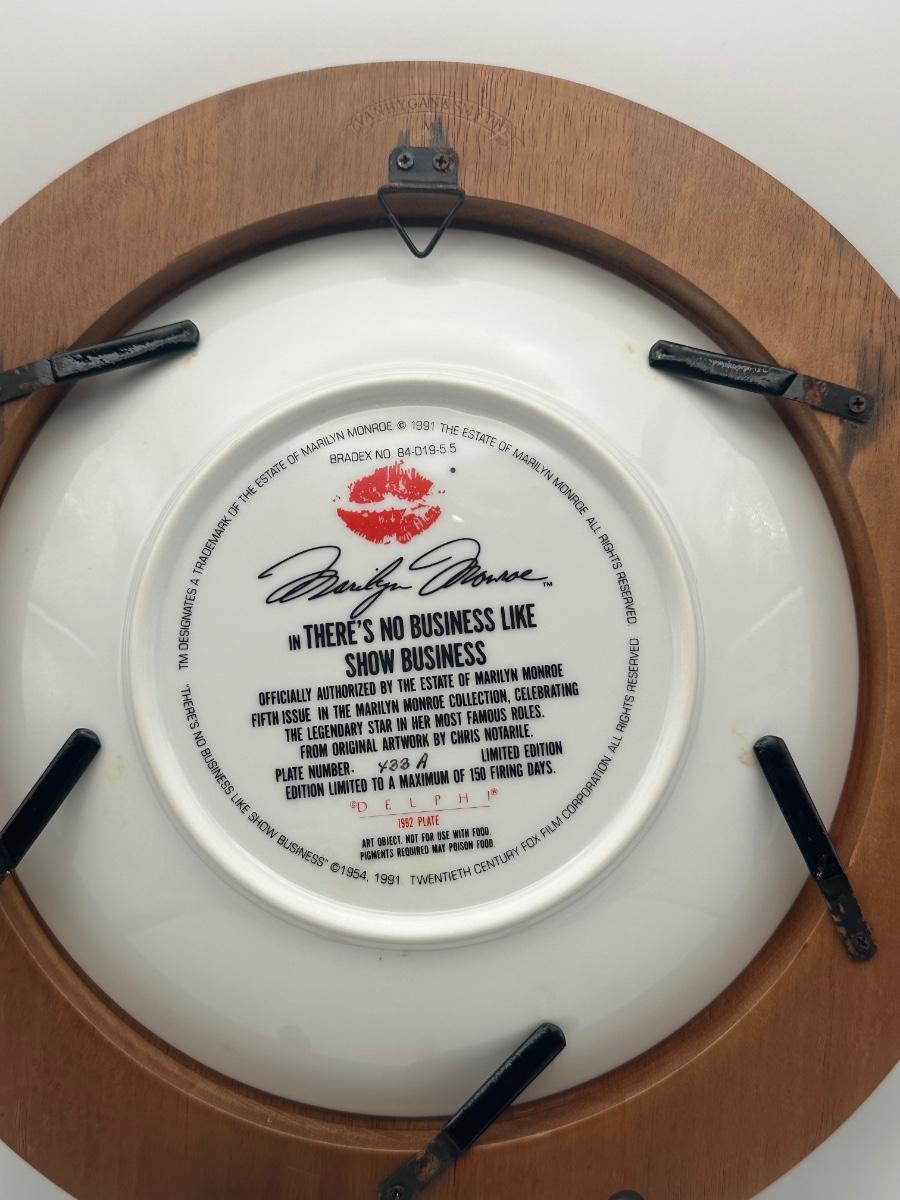 VANHYGAN & SMYTHE
TM DESIGNATES A TRADEMARK OF THE ESTATE OF MARILYN MONROE © 1991 THE ESTATE OF MARILYN MONROE ALL RIGHTS RESERVED
BRADEX NO. 84-D19-5.5
Marilyn Monroe™
IN THERE'S NO BUSINESS LIKE
SHOW BUSINESS
OFFICIALLY AUTHORIZED BY THE ESTATE OF MARILYN MONROE
FIFTH ISSUE IN THE MARILYN MONROE COLLECTION, CELEBRATING
THE LEGENDARY STAR IN HER MOST FAMOUS ROLES.
FROM ORIGINAL ARTWORK BY CHRIS NOTARILE.
PLATE NUMBER. 433 A LIMITED EDITION
EDITION LIMITED TO A MAXIMUM OF 150 FIRING DAYS.
©DELPHI®
1992 PLATE
ART OBJECT. NOT FOR USE WITH FOOD.
PIGMENTS REQUIRED MAY POISON FOOD.
"THERE'S NO BUSINESS LIKE SHOW BUSINESS" ©1954, 1991 TWENTIETH CENTURY FOX FILM CORPORATION ALL RIGHTS RESERVED